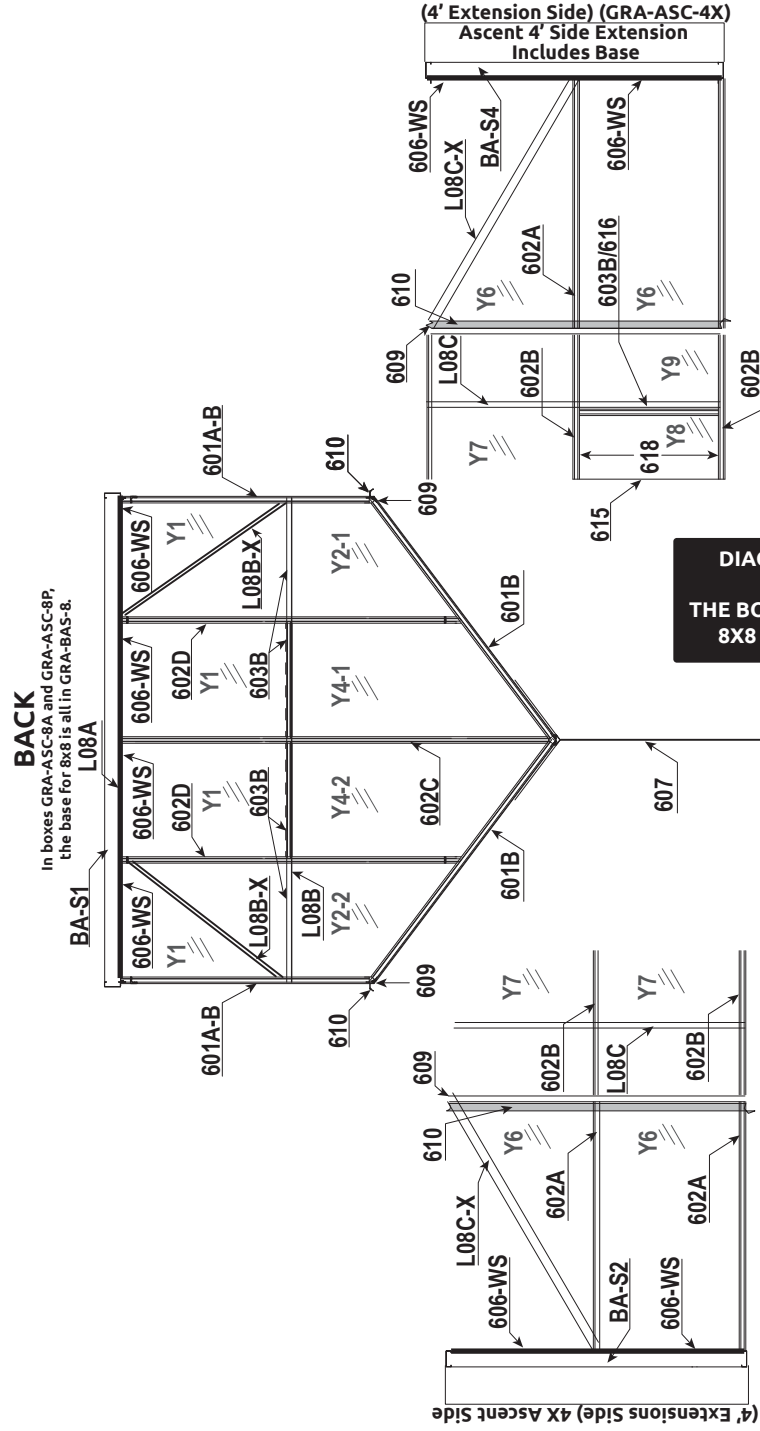 BACK
In boxes GRA-ASC-8A and GRA-ASC-8P,
the base for 8x8 is all in GRA-BAS-8.
BA-S1
L08A
606-WS
606-WS
606-WS
606-WS
601A-B
Y1
L08B-X
602D
Y1
603B
L08B
602D
Y1
603B
Y1
L08B-X
601A-B
Y2-2
Y4-2
602C
Y4-1
Y2-1
610
609
601B
601B
610
609
607
(4' Extensions Side) 4X Ascent Side
606-WS
BA-S2
606-WS
L08C-X
610
609
Y6
602A
Y6
602A
Y7
602B
L08C
Y7
602B
(4' Extension Side) (GRA-ASC-4X)
Ascent 4' Side Extension
Includes Base
606-WS
BA-S4
606-WS
L08C-X
610
609
L08C
Y6
602A
603B/616
Y6
Y7
602B
Y9
618
Y8
615
602B
DIAG
THE BO
8X8